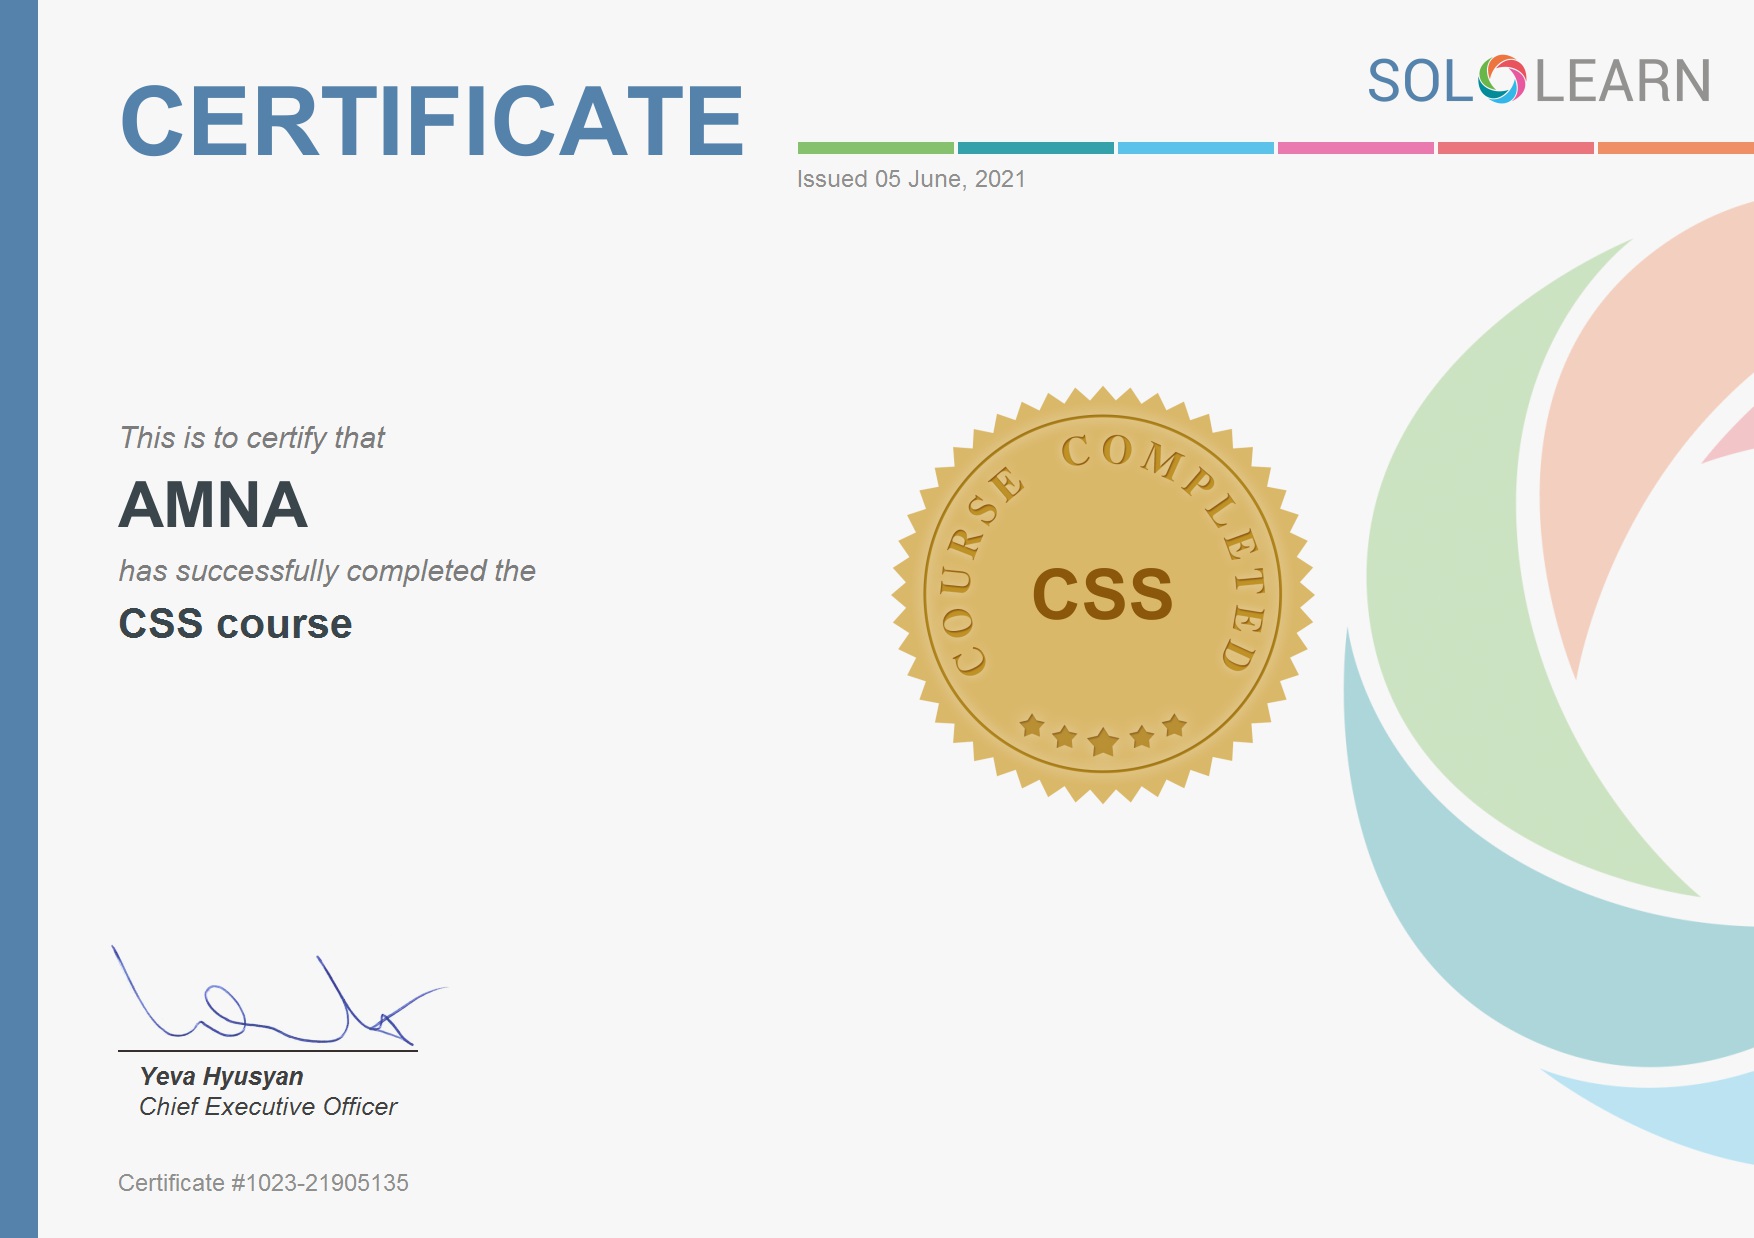 CERTIFICATE
SOLOLEARN
Issued 05 June, 2021
This is to certify that
AMNA
has successfully completed the
CSS course
COURSE COMPLETED
CSS
Yeva Hyusyan
Chief Executive Officer
Certificate #1023-21905135